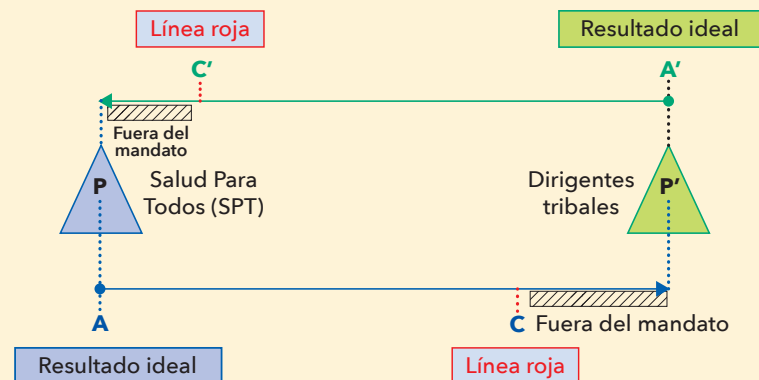 Línea roja
Resultado ideal
C'
A'
Fuera del
mandato
P
Salud Para
Todos (SPT)
Dirigentes
tribales
P'
A
C
Fuera del mandato
Resultado ideal
Línea roja